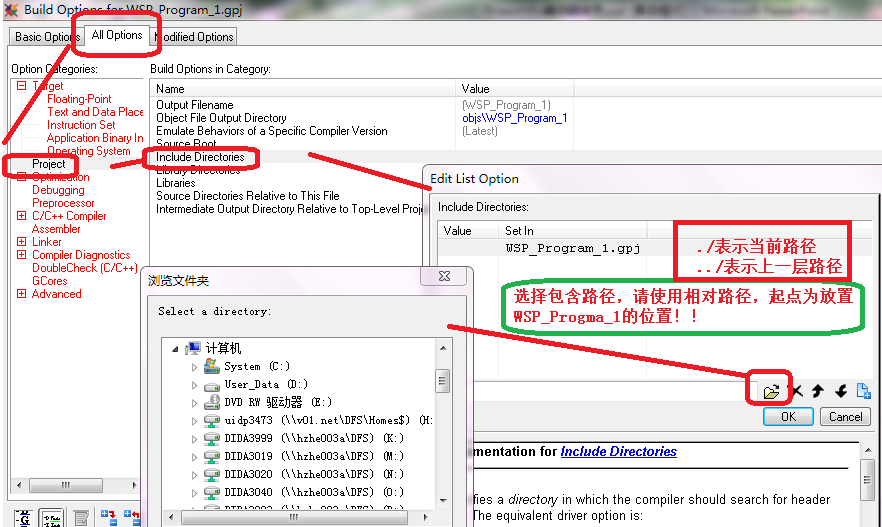 Build Options for WSP_Program_1.gpj
Basic Options
All Options
Modified Options
Option Categories:
Target
Floating-Point
Text and Data Place
Instruction Set
Application Binary In
Operating System
Project
Optimization
Debugging
Preprocessor
C/C++ Compiler
Assembler
Linker
Compiler Diagnostics
DoubleCheck (C/C++)
GCores
Advanced
Build Options in Category:
Name Value
Output Filename (WSP_Program_1)
Object File Output Directory objs\WSP_Program_1
Emulate Behaviors of a Specific Compiler Version (Latest)
Source Root
Include Directories
Library Directories
Libraries
Source Directories Relative to This File
Intermediate Output Directory Relative to Top-Level Proj
Edit List Option
Include Directories:
Value Set In
WSP_Program_1.gpj
./表示当前路径
../表示上一层路径
选择包含路径，请使用相对路径，起点为放置
WSP_Progma_1的位置！！
OK Cancel
浏览文件夹
Select a directory:
计算机
System (C:)
User_Data (D:)
DVD RW 驱动器 (E:)
uidp3473 (\\v01.net\DFS\Homes$) (H:
DIDA3999 (\\hzhe003a\DFS) (K:)
DIDA3019 (\\hzhe003a\DFS) (M:)
DIDA3020 (\\hzhe003a\DFS) (N:)
DIDA3040 (\\hzhe003a\DFS) (O:)
mentation for Include Directories
fies a directory in which the compiler should search for header
The equivalent driver option is: